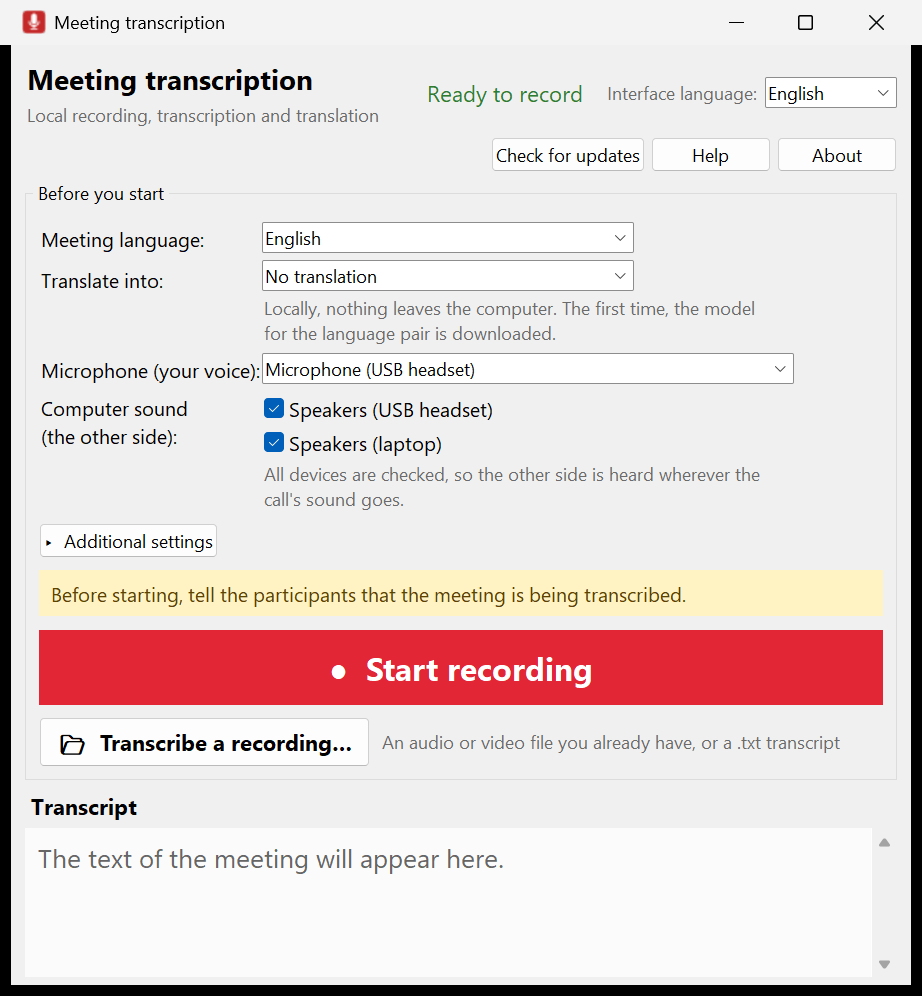 Meeting transcription
Meeting transcription
Local recording, transcription and translation
Ready to record
Interface language:
English
Check for updates
Help
About
Before you start
Meeting language:
English
Translate into:
No translation
Locally, nothing leaves the computer. The first time, the model
for the language pair is downloaded.
Microphone (your voice):
Microphone (USB headset)
Computer sound
(the other side):
Speakers (USB headset)
Speakers (laptop)
All devices are checked, so the other side is heard wherever the
call's sound goes.
Additional settings
Before starting, tell the participants that the meeting is being transcribed.
Start recording
Transcribe a recording...
An audio or video file you already have, or a .txt transcript
Transcript
The text of the meeting will appear here.